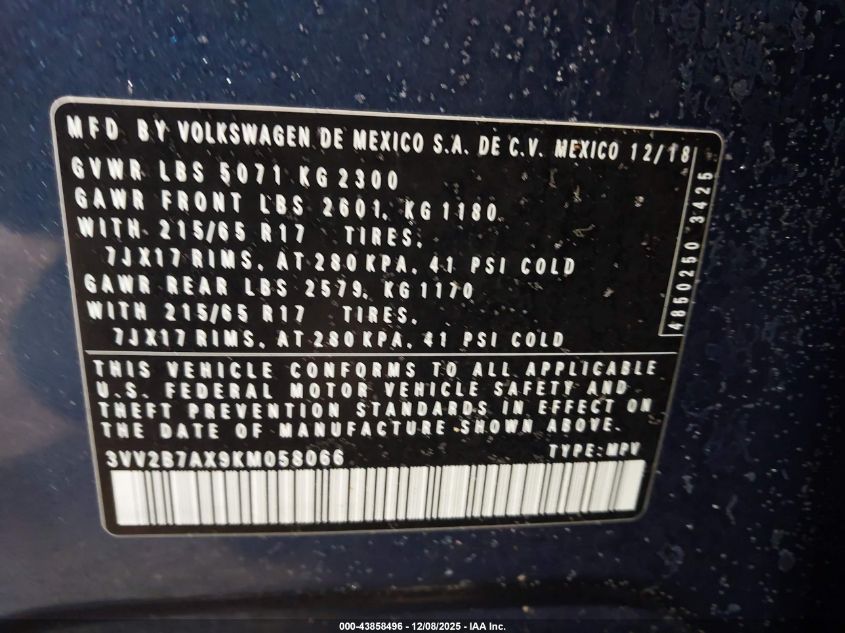 MFD BY VOLKSWAGEN DE MEXICO S.A. DE C.V. MEXICO 12/18
GVWR LBS 5071 KG 2300
GAWR FRONT LBS 2601, KG 1180
WITH 215/65 R17 TIRES,
7JX17 RIMS, AT 280 KPA, 41 PSI COLD
GAWR REAR LBS 2579, KG 1170
WITH 215/65 R17 TIRES,
7JX17 RIMS, AT 280 KPA, 41 PSI COLD
4850250 3425
THIS VEHICLE CONFORMS TO ALL APPLICABLE
U.S. FEDERAL MOTOR VEHICLE SAFETY AND
THEFT PREVENTION STANDARDS IN EFFECT ON
THE DATE OF MANUFACTURE SHOWN ABOVE.
3VV2B7AX9KM058066 TYPE: MPV
000-43858496 - 12/08/2025 - IAA Inc.